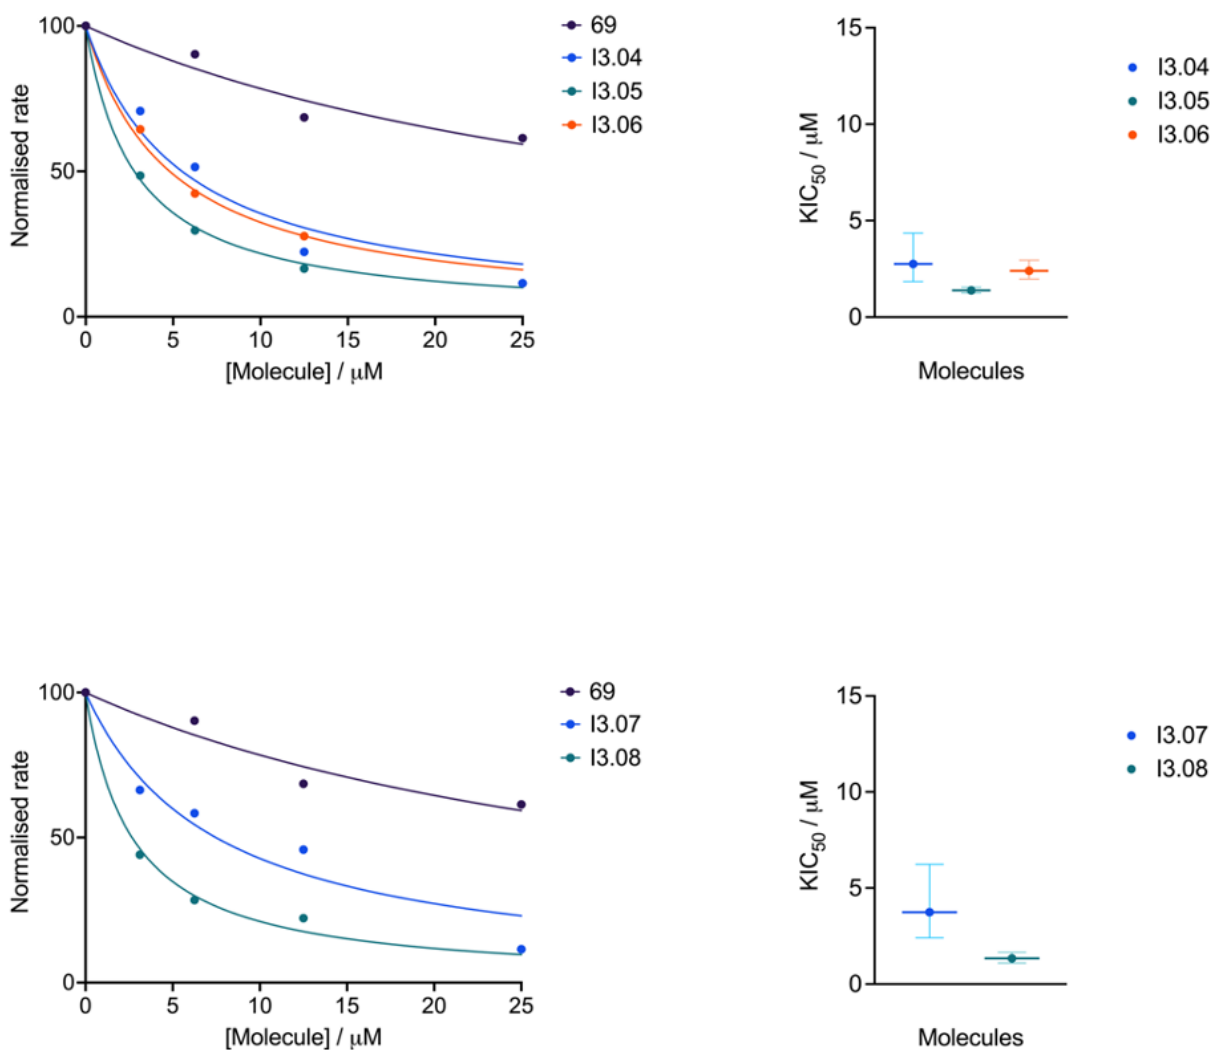 100
50
0
0 5 10 15 20 25
Normalised rate
[Molecule] / μM
69
I3.04
I3.05
I3.06
15
10
5
0
KIC50 / μM
Molecules
I3.04
I3.05
I3.06
100
50
0
0 5 10 15 20 25
Normalised rate
[Molecule] / μM
69
I3.07
I3.08
15
10
5
0
KIC50 / μM
Molecules
I3.07
I3.08